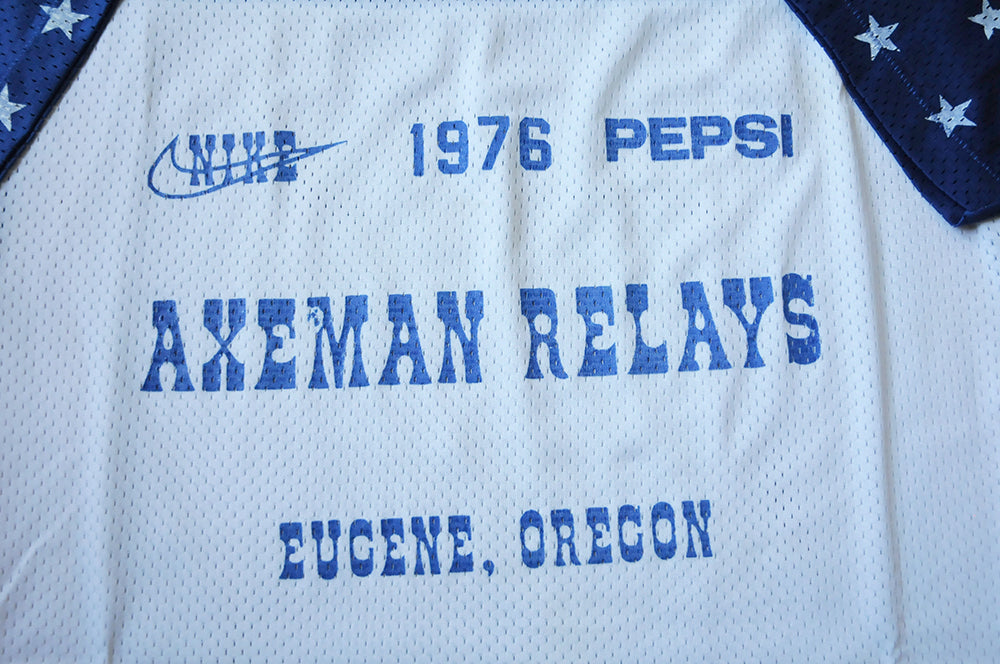 NIKE 1976 PEPSI
AXEMAN RELAYS
EUGENE, OREGON